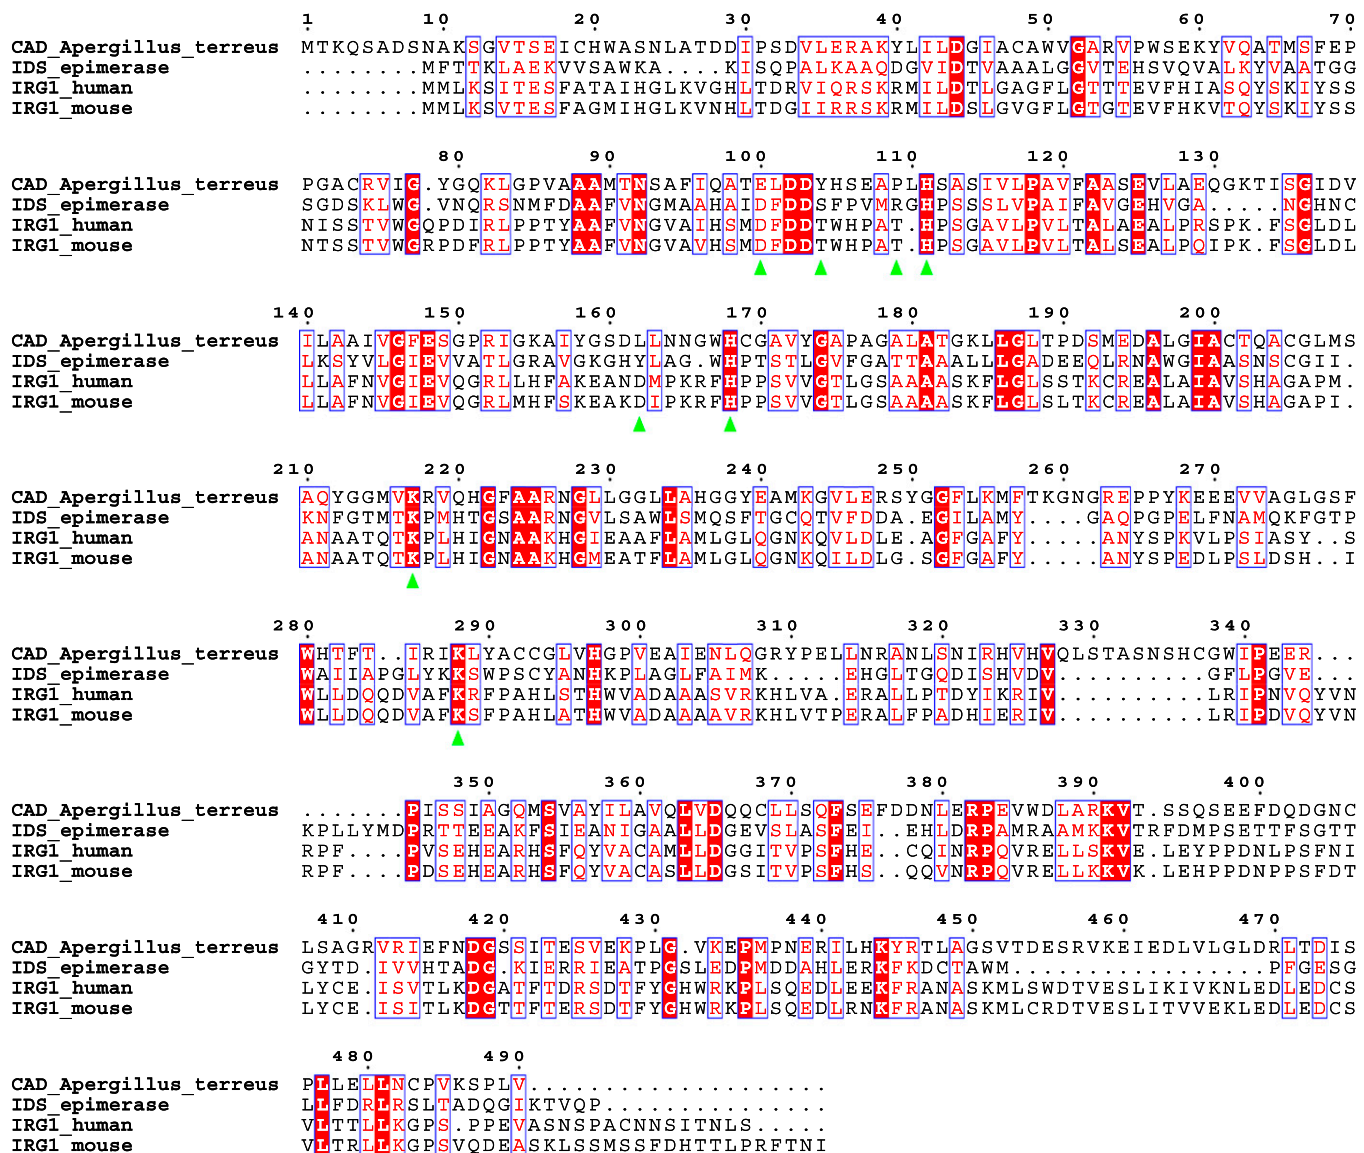 1 10 20 30 40 50 60 70
CAD_Apergillus_terreus MTKQSADSNAKSGVTSEICHWASNLATDDIPSDVLERAKYLILDGIACAWVGARVPWSEKYVQATMSFEP
IDS_epimerase ........MFTTKLAEKVVSAWKA....KISQPALKAAQDGVIDTVAAALGGVTEHSVQVALKYVAATGG
IRG1_human ........MMLKSITESFATAIHGLKVGHLTDRVIQRSKRMILDTLGAGFLGTTTEVFHIASQYSKIYSS
IRG1_mouse ........MMLKSVTESFAGMIHGLKVNHLTDGIIRRSKRMILDSLGVGFLGTGTEVFHKVTQYSKIYSS
80 90 100 110 120 130
CAD_Apergillus_terreus PGACRVIG.YGQKLGPVAAAMTNSAFIQATELDDYHSEAPLHSASIVLPAVFAASEVLAEQGKTISGIDV
IDS_epimerase SGDSKLWG.VNQRSNMFDAAFVNGMAAHAIDFDDSFPVMRGHPSSSLVPAIFAVGEHVGA.....NGHNC
IRG1_human NISSTVWGQPDIRLPPTYAAFVNGVAIHSMDFDDTWHPAT.HPSGAVLPVLTALAEALPRSPK.FSGLDL
IRG1_mouse NTSSTVWGRPDFRLPPTYAAFVNGVAVHSMDFDDTWHPAT.HPSGAVLPVLTALSEALPQIPK.FSGLDL
140 150 160 170 180 190 200
CAD_Apergillus_terreus ILAAIVGFESGPRIGKAIYGSDLLNNGWHCGAVYGAPAGALATGKLLGLTPDSMEDALGIACTQACGLMS
IDS_epimerase LKSYVLGIEVVATLGRAVGKGHYLAG.WHPTSTLGVFGATTAAALLLGADEEQLRNAWGIAASNSCGII.
IRG1_human LLAFNVGIEVQGRLLHFAKEANDMPKRFHPPSVVGTLGSAAAASKFLGLSSTKCREALAIAVSHAGAPM.
IRG1_mouse LLAFNVGIEVQGRLMHFSKEAKDIPKRFHPPSVVGTLGSAAAASKFLGLSLTKCREALAIAVSHAGAPI.
210 220 230 240 250 260 270
CAD_Apergillus_terreus AQYGGMVKRVQHGFAARNGLLGGLLAHGGYEAMKGVLERSYGGFLKMFTKGNGREPPYKEEEVVAGLGSF
IDS_epimerase KNFGTMTKPMHTGSAARNGVLSAWLSMQSFTGCQTVFDDA.EGILAMY....GAQPGPELFNAMQKFGTP
IRG1_human ANAATQTKPLHIGNAAKHGIEAAFLAMLGLQGNKQVLDLE.AGFGAFY.....ANYSPKVLPSIASY..S
IRG1_mouse ANAATQTKPLHIGNAAKHGMEATFLAMLGLQGNKQILDLG.SGFGAFY.....ANYSPEDLPSLDSH..I
280 290 300 310 320 330 340
CAD_Apergillus_terreus WHTFT..IRIKLYACCGLVHGPVEAIENLQGRYPELLNRANLSNIRHVHVQLSTASNSHCGWIPEER...
IDS_epimerase WAIIAPGLYKKSWPSCYANHKPLAGLFAIMK.....EHGLTGQDISHVDV..........GFLPGVE...
IRG1_human WLLDQQDVAFKRFPAHLSTHWVADAAASVRKHLVA.ERALLPTDYIKRIV..........LRIPNVQYVN
IRG1_mouse WLLDQQDVAFKSFPAHLATHWVADAAAAVRKHLVTPERALFPADHIERIV..........LRIPDVQYVN
350 360 370 380 390 400
CAD_Apergillus_terreus .......PISSIAGQMSVAYILAVQLVDQQCLLSQFSEFDDNLERPEVWDLARKVT.SSQSEEFDQDGNC
IDS_epimerase KPLLYMDPRTTEEAKFSIEANIGAALLDGEVSLASFEI..EHLDRPAMRAAMKKVTRFDMPSETTFSGTT
IRG1_human RPF....PVSEHEARHSFQYVACAMLLDGGITVPSFHE..CQINRPQVRELLSKVE.LEYPPDNLPSFNI
IRG1_mouse RPF....PDSEHEARHSFQYVACASLLDGSITVPSFHS..QQVNRPQVRELLKKVK.LEHPPDNPPSFDT
410 420 430 440 450 460 470
CAD_Apergillus_terreus LSAGRVRIEFNDGSSITESVEKPLG.VKEPMPNERILHKYRTLAGSVTDESRVKEIEDLVLGLDRLTDIS
IDS_epimerase GYTD.IVVHTADG.KIERRIEATPGSLEDPMDDAHLERKFKDCTAWM.................PFGESG
IRG1_human LYCE.ISVTLKDGATFTDRSDTFYGHWRKPLSQEDLEEKFRANASKMLSWDTVESLIKIVKNLEDLEDCS
IRG1_mouse LYCE.ISITLKDGTTFTERSDTFYGHWRKPLSQEDLRNKFRANASKMLCRDTVESLITVVEKLEDLEDCS
480 490
CAD_Apergillus_terreus PLLELLNCPVKSPLV....................
IDS_epimerase LLFDRLRSLTADQGIKTVQP...............
IRG1_human VLTTLLKGPS.PPEVASNSPACNNSITNLS.....
IRG1_mouse VLTRLLKGPSVQDEASKLSSMSSFDHTTLPRFTNI